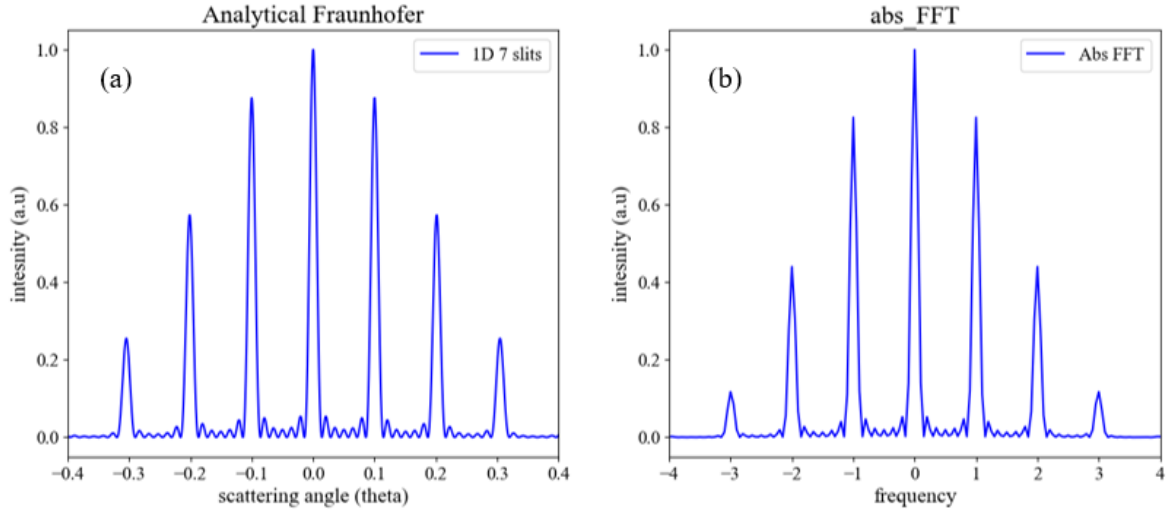 Analytical Fraunhofer
1D 7 slits
(a)
intesnity (a.u)
1.0
0.8
0.6
0.4
0.2
0.0
−0.4 −0.3 −0.2 −0.1 0.0 0.1 0.2 0.3 0.4
scattering angle (theta)
abs_FFT
Abs FFT
(b)
intesnity (a.u)
1.0
0.8
0.6
0.4
0.2
0.0
−4 −3 −2 −1 0 1 2 3 4
frequency